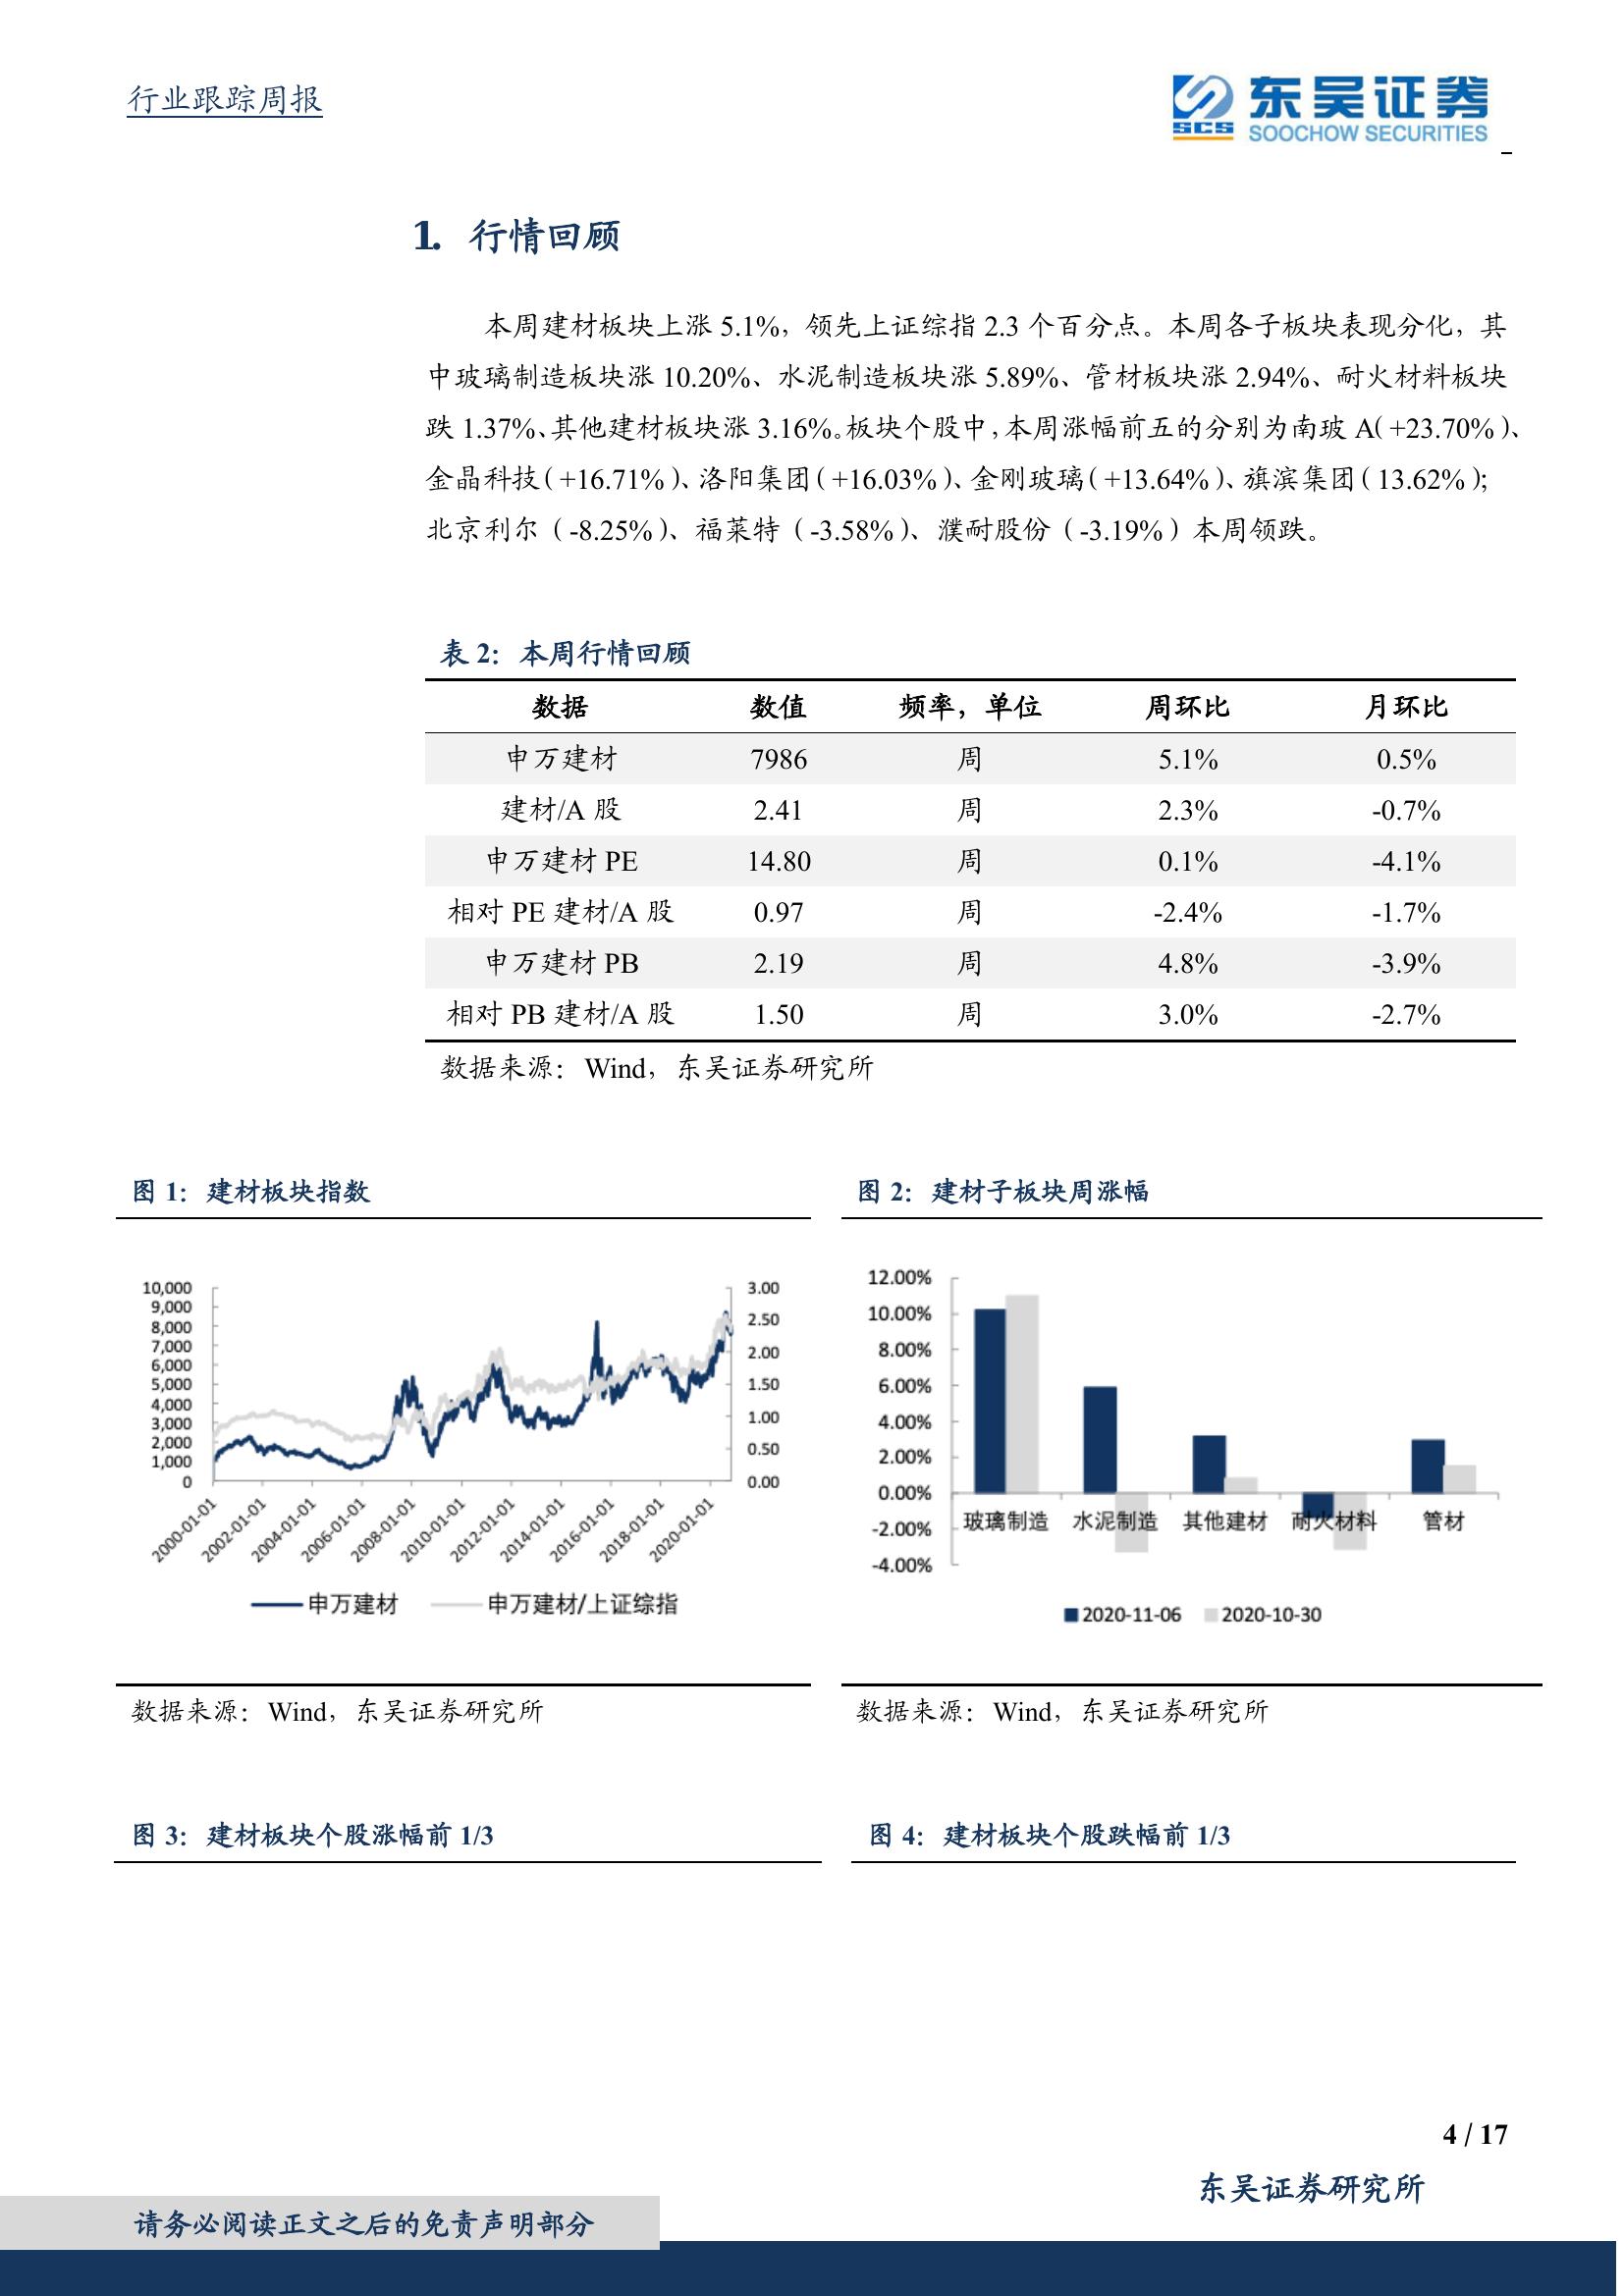 行业跟踪周报
SCS
东吴证券
SOOCHOW SECURITIES
1. 行情回顾
本周建材板块上涨 5.1%，领先上证综指 2.3 个百分点。本周各子板块表现分化，其
中玻璃制造板块涨 10.20%、水泥制造板块涨 5.89%、管材板块涨 2.94%、耐火材料板块
跌 1.37%、其他建材板块涨 3.16%。板块个股中，本周涨幅前五的分别为南玻 A（+23.70%）、
金晶科技（+16.71%）、洛阳集团（+16.03%）、金刚玻璃（+13.64%）、旗滨集团（13.62%）；
北京利尔（-8.25%）、福莱特（-3.58%）、濮耐股份（-3.19%）本周领跌。
表 2：本周行情回顾
数据 数值 频率，单位 周环比 月环比
申万建材 7986 周 5.1% 0.5%
建材/A 股 2.41 周 2.3% -0.7%
申万建材 PE 14.80 周 0.1% -4.1%
相对 PE 建材/A 股 0.97 周 -2.4% -1.7%
申万建材 PB 2.19 周 4.8% -3.9%
相对 PB 建材/A 股 1.50 周 3.0% -2.7%
数据来源：Wind，东吴证券研究所
图 1：建材板块指数
10,000
9,000
8,000
7,000
6,000
5,000
4,000
3,000
2,000
1,000
0
3.00
2.50
2.00
1.50
1.00
0.50
0.00
2000-01-01
2002-01-01
2004-01-01
2006-01-01
2008-01-01
2010-01-01
2012-01-01
2014-01-01
2016-01-01
2018-01-01
2020-01-01
申万建材 申万建材/上证综指
数据来源：Wind，东吴证券研究所
图 2：建材子板块周涨幅
12.00%
10.00%
8.00%
6.00%
4.00%
2.00%
0.00%
-2.00%
-4.00%
玻璃制造 水泥制造 其他建材 耐火材料 管材
2020-11-06 2020-10-30
数据来源：Wind，东吴证券研究所
图 3：建材板块个股涨幅前 1/3
图 4：建材板块个股跌幅前 1/3
4 / 17
东吴证券研究所
请务必阅读正文之后的免责声明部分